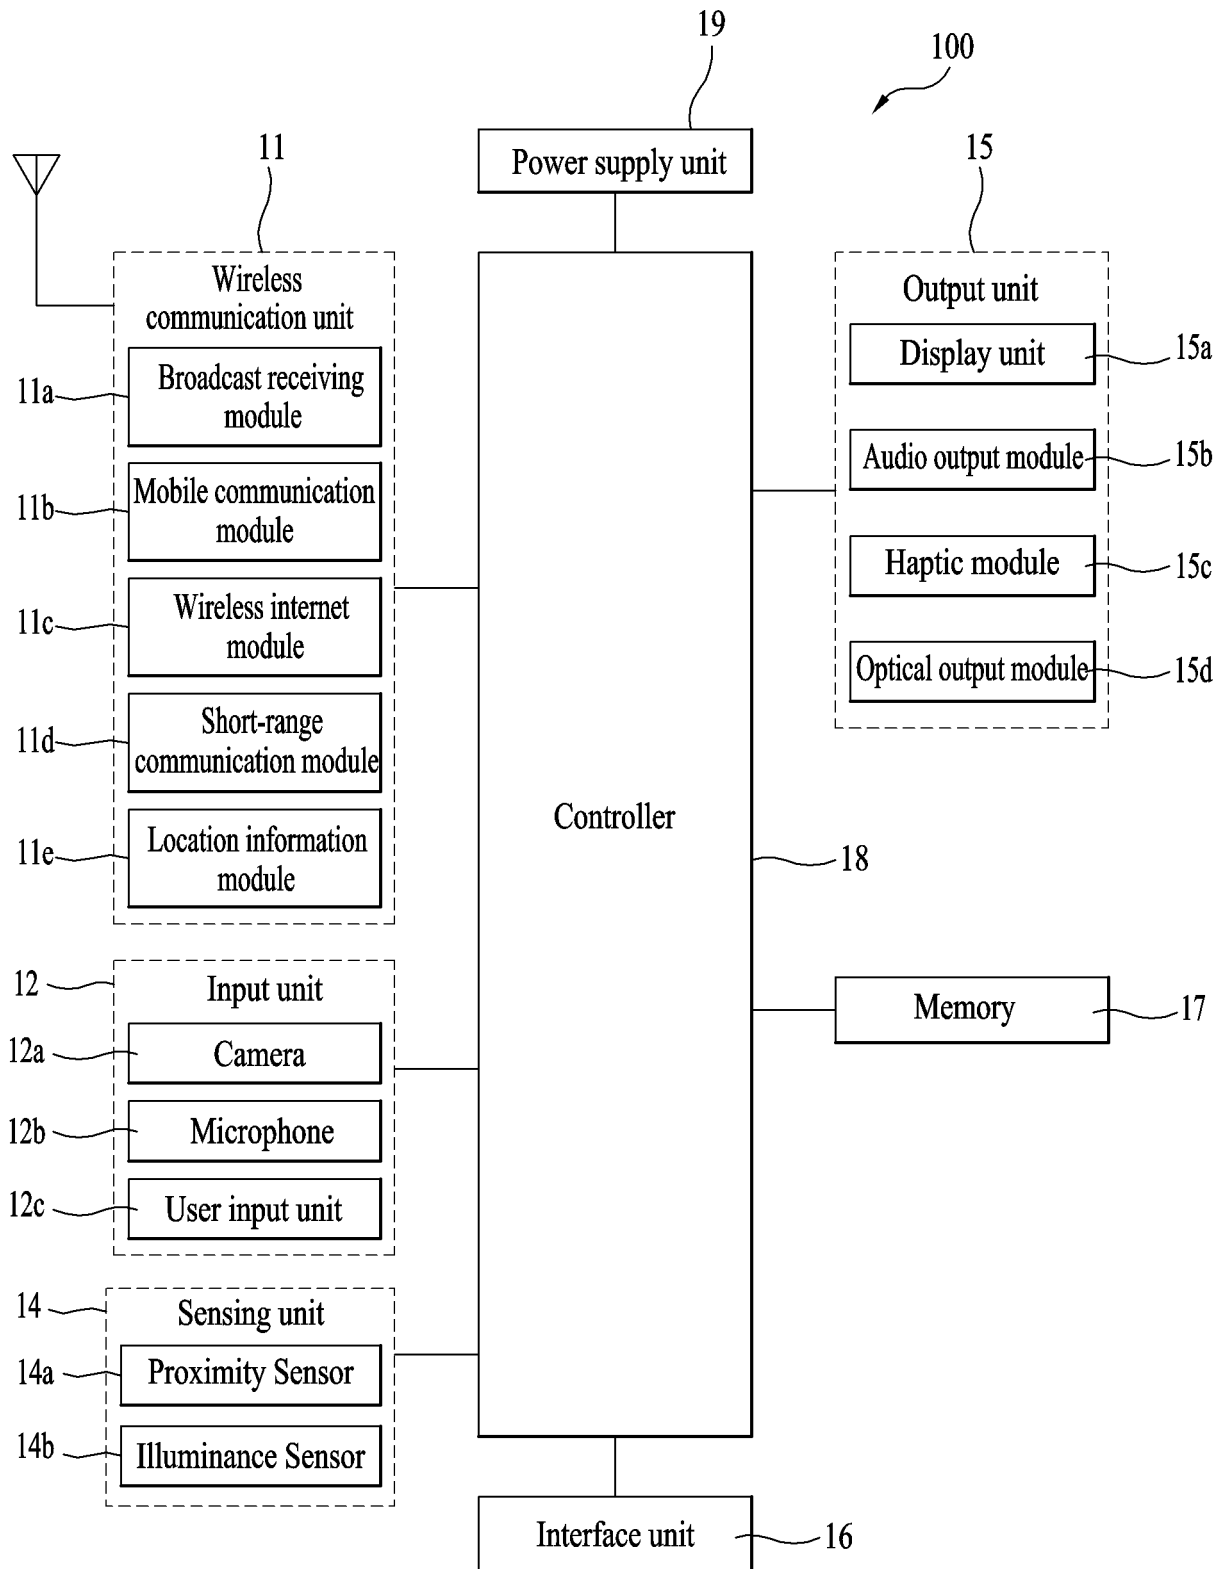 19
100
Power supply unit
11
Wireless
communication unit
11a
Broadcast receiving
module
11b
Mobile communication
module
11c
Wireless internet
module
11d
Short-range
communication module
11e
Location information
module
12
Input unit
12a
Camera
12b
Microphone
12c
User input unit
14
Sensing unit
14a
Proximity Sensor
14b
Illuminance Sensor
Controller
18
15
Output unit
Display unit
15a
Audio output module
15b
Haptic module
15c
Optical output module
15d
Memory
17
Interface unit
16